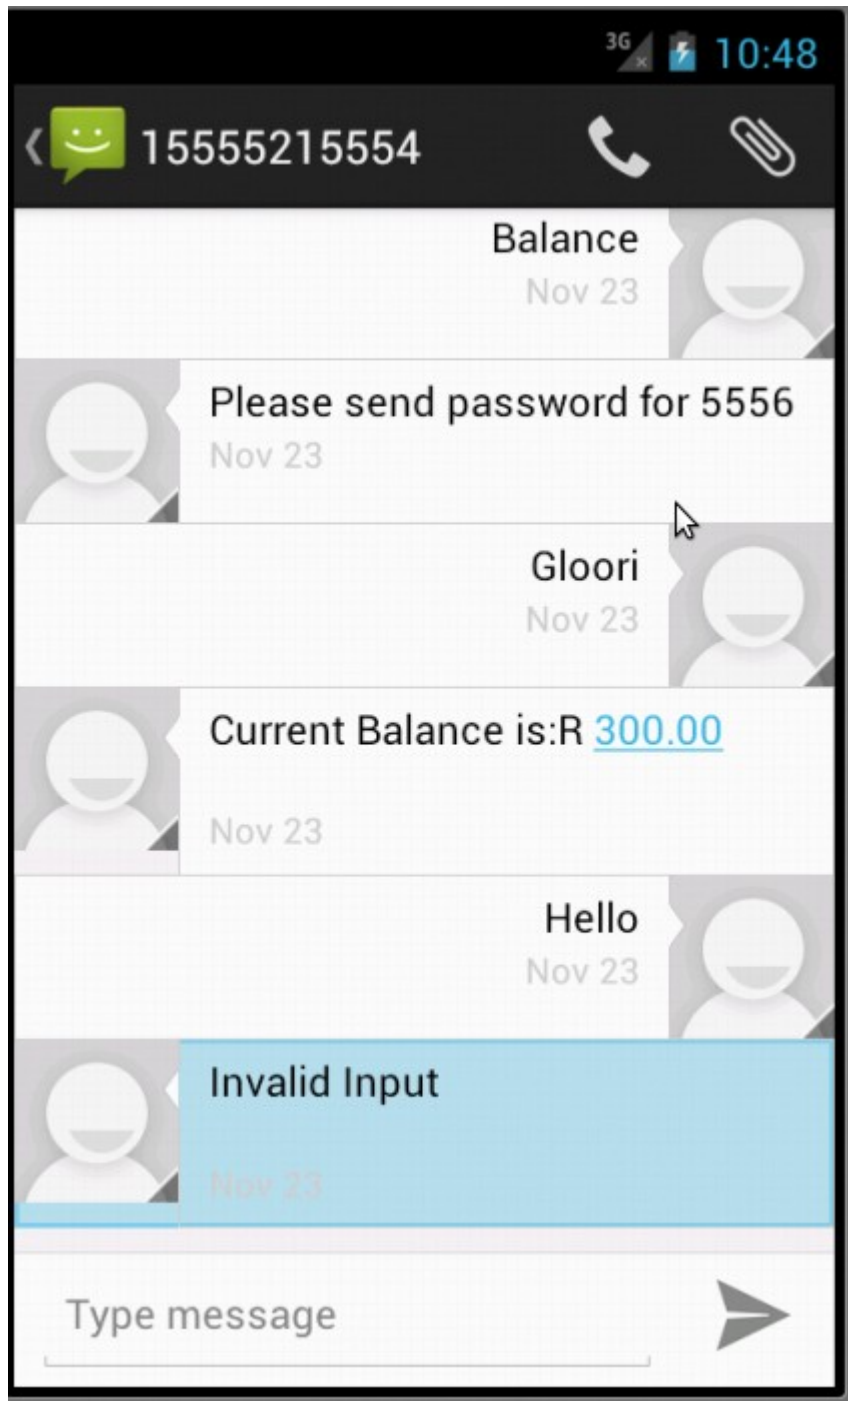 3G 10:48
15555215554
Balance
Nov 23
Please send password for 5556
Nov 23
Gloori
Nov 23
Current Balance is:R 300.00
Nov 23
Hello
Nov 23
Invalid Input
Nov 23
Type message